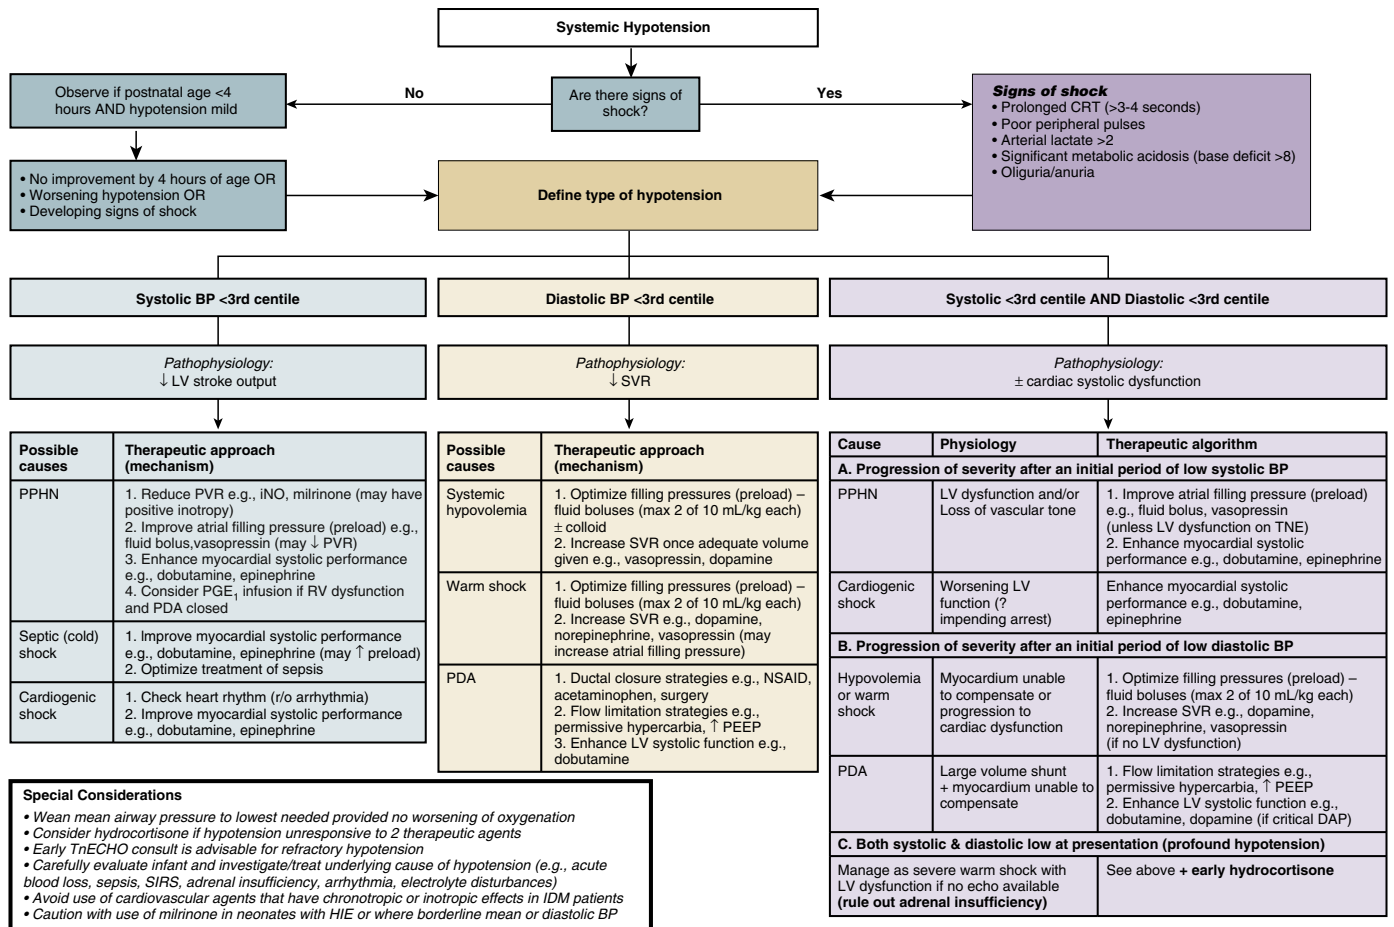 Systemic Hypotension
Observe if postnatal age <4
hours AND hypotension mild
No
Are there signs of
shock?
Yes
Signs of shock
• Prolonged CRT (>3-4 seconds)
• Poor peripheral pulses
• Arterial lactate >2
• Significant metabolic acidosis (base deficit >8)
• Oliguria/anuria
• No improvement by 4 hours of age OR
• Worsening hypotension OR
• Developing signs of shock
Define type of hypotension
Systolic BP <3rd centile
Pathophysiology:
↓ LV stroke output
Possible
causes
Therapeutic approach
(mechanism)
PPHN
1. Reduce PVR e.g., iNO, milrinone (may have
positive inotropy)
2. Improve atrial filling pressure (preload) e.g.,
fluid bolus,vasopressin (may ↓ PVR)
3. Enhance myocardial systolic performance
e.g., dobutamine, epinephrine
4. Consider PGE₁ infusion if RV dysfunction
and PDA closed
Septic (cold)
shock
1. Improve myocardial systolic performance
e.g., dobutamine, epinephrine (may ↑ preload)
2. Optimize treatment of sepsis
Cardiogenic
shock
1. Check heart rhythm (r/o arrhythmia)
2. Improve myocardial systolic performance
e.g., dobutamine, epinephrine
Diastolic BP <3rd centile
Pathophysiology:
↓ SVR
Possible
causes
Therapeutic approach
(mechanism)
Systemic
hypovolemia
1. Optimize filling pressures (preload) –
fluid boluses (max 2 of 10 mL/kg each)
± colloid
2. Increase SVR once adequate volume
given e.g., vasopressin, dopamine
Warm shock
1. Optimize filling pressures (preload) –
fluid boluses (max 2 of 10 mL/kg each)
2. Increase SVR e.g., dopamine,
norepinephrine, vasopressin (may
increase atrial filling pressure)
PDA
1. Ductal closure strategies e.g., NSAID,
acetaminophen, surgery
2. Flow limitation strategies e.g.,
permissive hypercarbia, ↑ PEEP
3. Enhance LV systolic function e.g.,
dobutamine
Systolic <3rd centile AND Diastolic <3rd centile
Pathophysiology:
± cardiac systolic dysfunction
Cause
Physiology
Therapeutic algorithm
A. Progression of severity after an initial period of low systolic BP
PPHN
LV dysfunction and/or
Loss of vascular tone
1. Improve atrial filling pressure (preload)
e.g., fluid bolus, vasopressin
(unless LV dysfunction on TNE)
2. Enhance myocardial systolic
performance e.g., dobutamine, epinephrine
Cardiogenic
shock
Worsening LV
function (?
impending arrest)
Enhance myocardial systolic
performance e.g., dobutamine,
epinephrine
B. Progression of severity after an initial period of low diastolic BP
Hypovolemia
or warm
shock
Myocardium unable
to compensate or
progression to
cardiac dysfunction
1. Optimize filling pressures (preload) –
fluid boluses (max 2 of 10 mL/kg each)
2. Increase SVR e.g., dopamine,
norepinephrine, vasopressin
(if no LV dysfunction)
PDA
Large volume shunt
+ myocardium unable to
compensate
1. Flow limitation strategies e.g.,
permissive hypercarbia, ↑ PEEP
2. Enhance LV systolic function e.g.,
dobutamine, dopamine (if critical DAP)
C. Both systolic & diastolic low at presentation (profound hypotension)
Manage as severe warm shock with
LV dysfunction if no echo available
(rule out adrenal insufficiency)
See above + early hydrocortisone
Special Considerations
• Wean mean airway pressure to lowest needed provided no worsening of oxygenation
• Consider hydrocortisone if hypotension unresponsive to 2 therapeutic agents
• Early TnECHO consult is advisable for refractory hypotension
• Carefully evaluate infant and investigate/treat underlying cause of hypotension (e.g., acute
blood loss, sepsis, SIRS, adrenal insufficiency, arrhythmia, electrolyte disturbances)
• Avoid use of cardiovascular agents that have chronotropic or inotropic effects in IDM patients
• Caution with use of milrinone in neonates with HIE or where borderline mean or diastolic BP